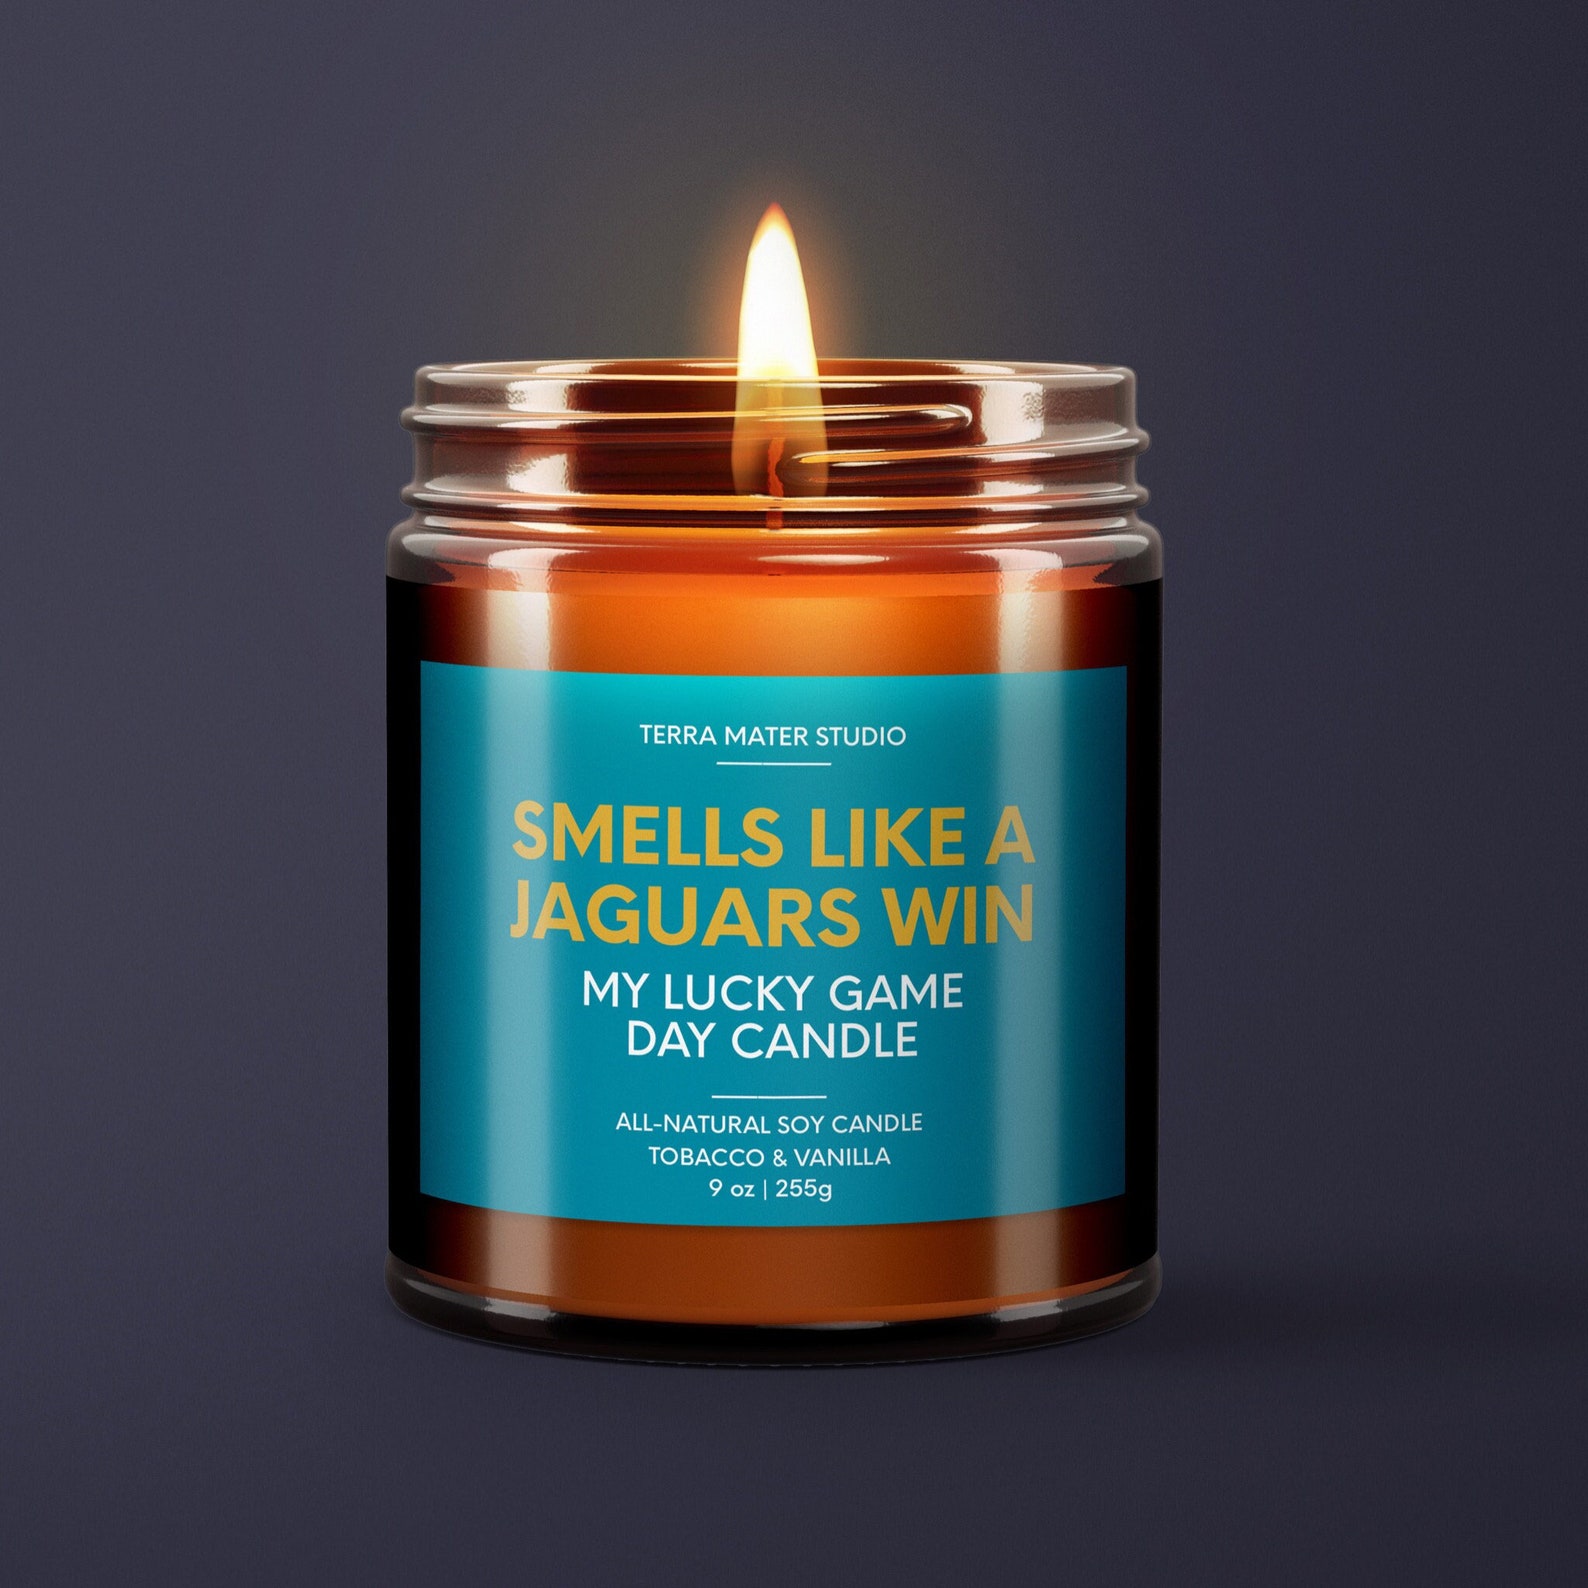 TERRA MATER STUDIO
SMELLS LIKE A
JAGUARS WIN
MY LUCKY GAME
DAY CANDLE
ALL-NATURAL SOY CANDLE
TOBACCO & VANILLA
9 oz | 255g